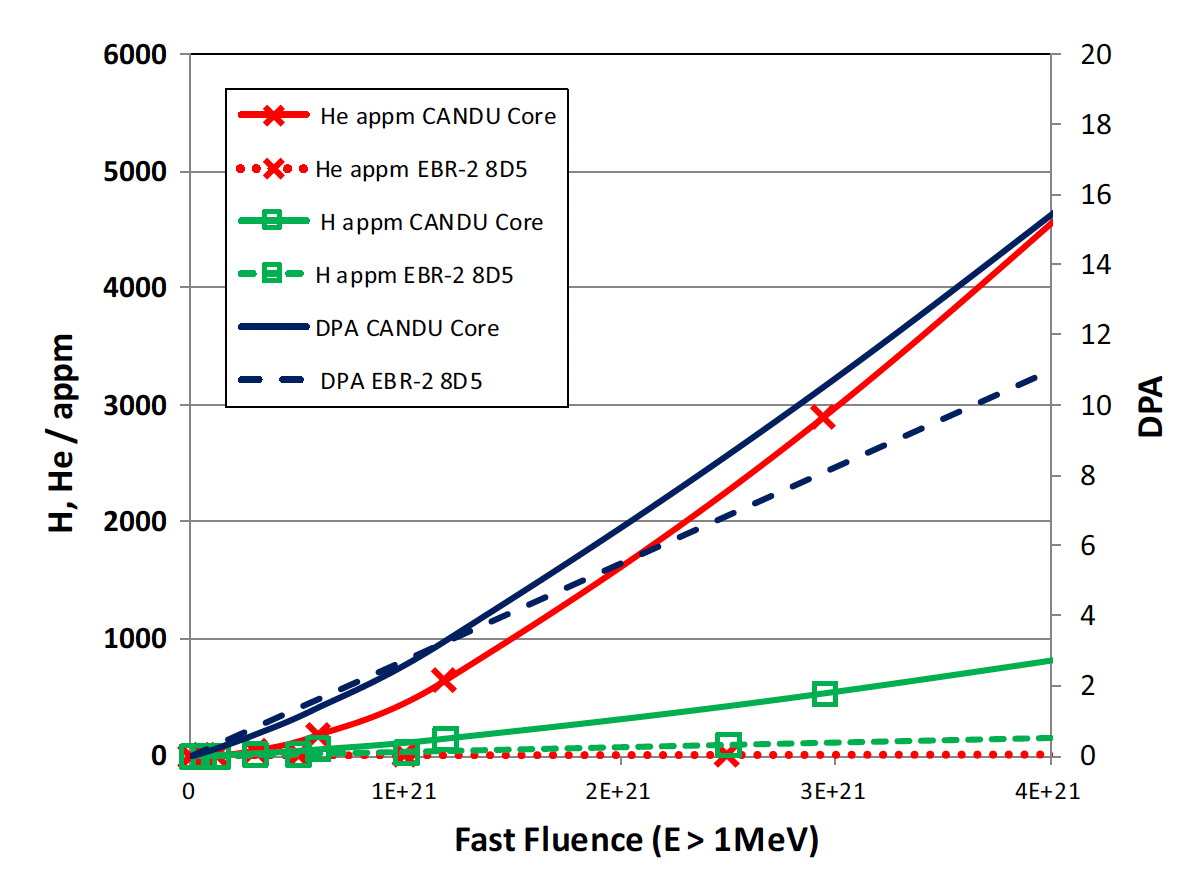 6000
5000
4000
3000
2000
1000
0
H, He / appm
20
18
16
14
12
10
8
6
4
2
0
DPA
He appm CANDU Core
He appm EBR-2 8D5
H appm CANDU Core
H appm EBR-2 8D5
DPA CANDU Core
DPA EBR-2 8D5
0
1E+21
2E+21
3E+21
4E+21
Fast Fluence (E > 1MeV)